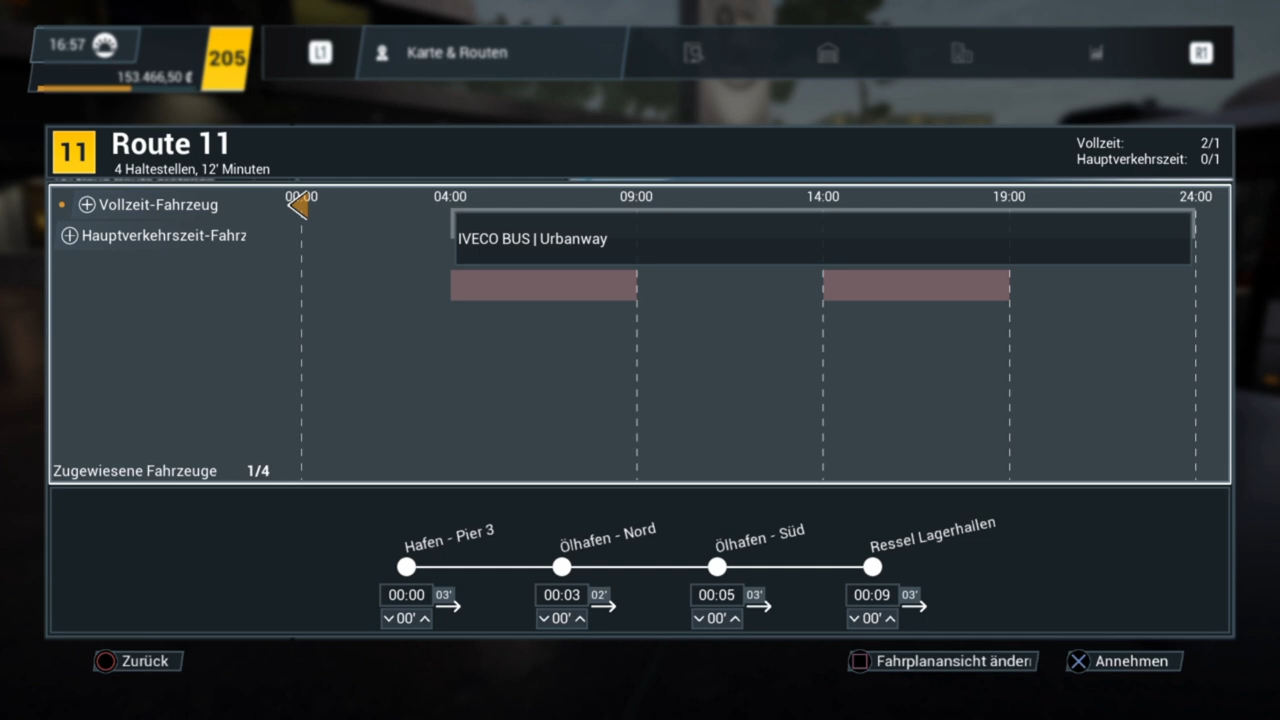 16:57
153.466,50 ₤
205
L1
Karte & Routen
R1
11
Route 11
4 Haltestellen, 12' Minuten
Vollzeit: 2/1
Hauptverkehrszeit: 0/1
00:00 04:00 09:00 14:00 19:00 24:00
Vollzeit-Fahrzeug
Hauptverkehrszeit-Fahrz
IVECO BUS | Urbanway
Zugewiesene Fahrzeuge 1/4
Hafen - Pier 3
Ölhafen - Nord
Ölhafen - Süd
Ressel Lagerhallen
00:00 03' 00:03 02' 00:05 03' 00:09 03'
00' 00' 00' 00'
Zurück
Fahrplanansicht änderi
Annehmen